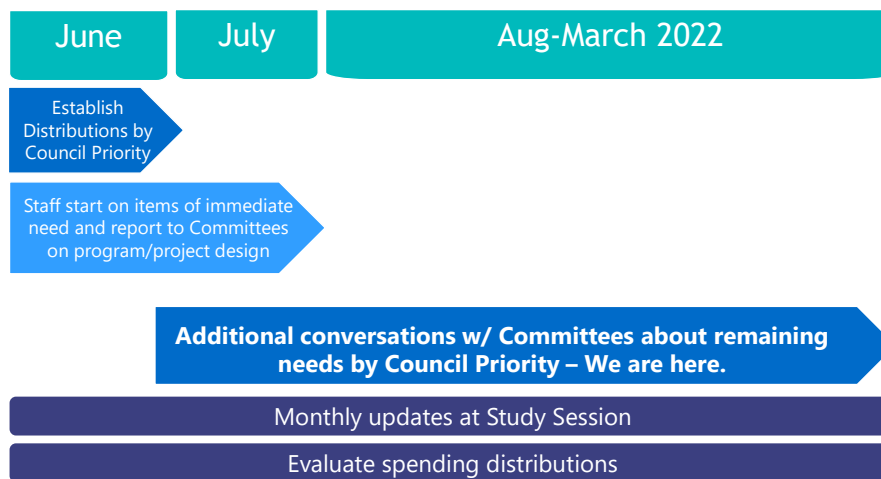 June
July
Aug-March 2022
Establish
Distributions by
Council Priority
Staff start on items of immediate
need and report to Committees
on program/project design
Additional conversations w/ Committees about remaining
needs by Council Priority – We are here.
Monthly updates at Study Session
Evaluate spending distributions